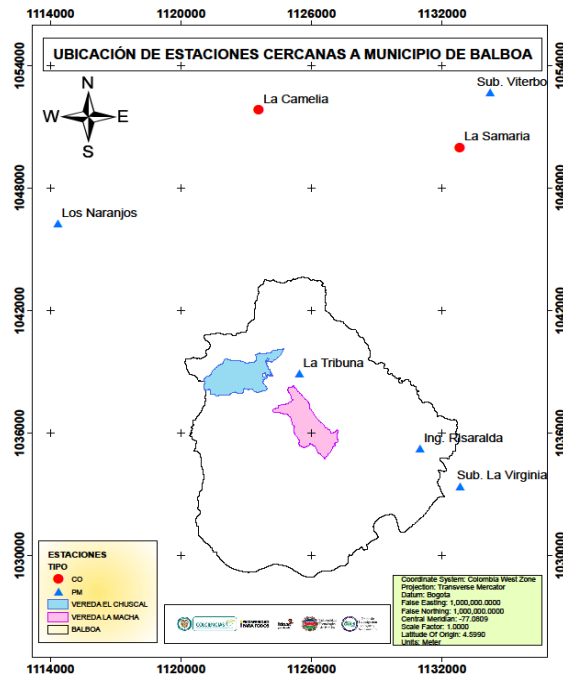 1114000 1120000 1126000 1132000
UBICACIÓN DE ESTACIONES CERCANAS A MUNICIPIO DE BALBOA
1054000 1054000
N
W E
S
Sub. Viterbo
La Camelia
La Samaria
1048000 1048000
Los Naranjos
1042000 1042000
La Tribuna
1036000 1036000
Ing. Risaralda
Sub. La Virginia
1030000 1030000
ESTACIONES
TIPO
CO
PM
VEREDA EL CHUSCAL
VEREDA LA MACHA
BALBOA
COLCIENCIAS
PARA TODOS
Coordinate System: Colombia West Zone
Projection: Transverse Mercator
Datum: Bogota
False Easting: 1,000,000.0000
False Northing: 1,000,000.0000
Central Meridian: -77.0809
Scale Factor: 1.0000
Latitude Of Origin: 4.5990
Units: Meter
1114000 1120000 1126000 1132000